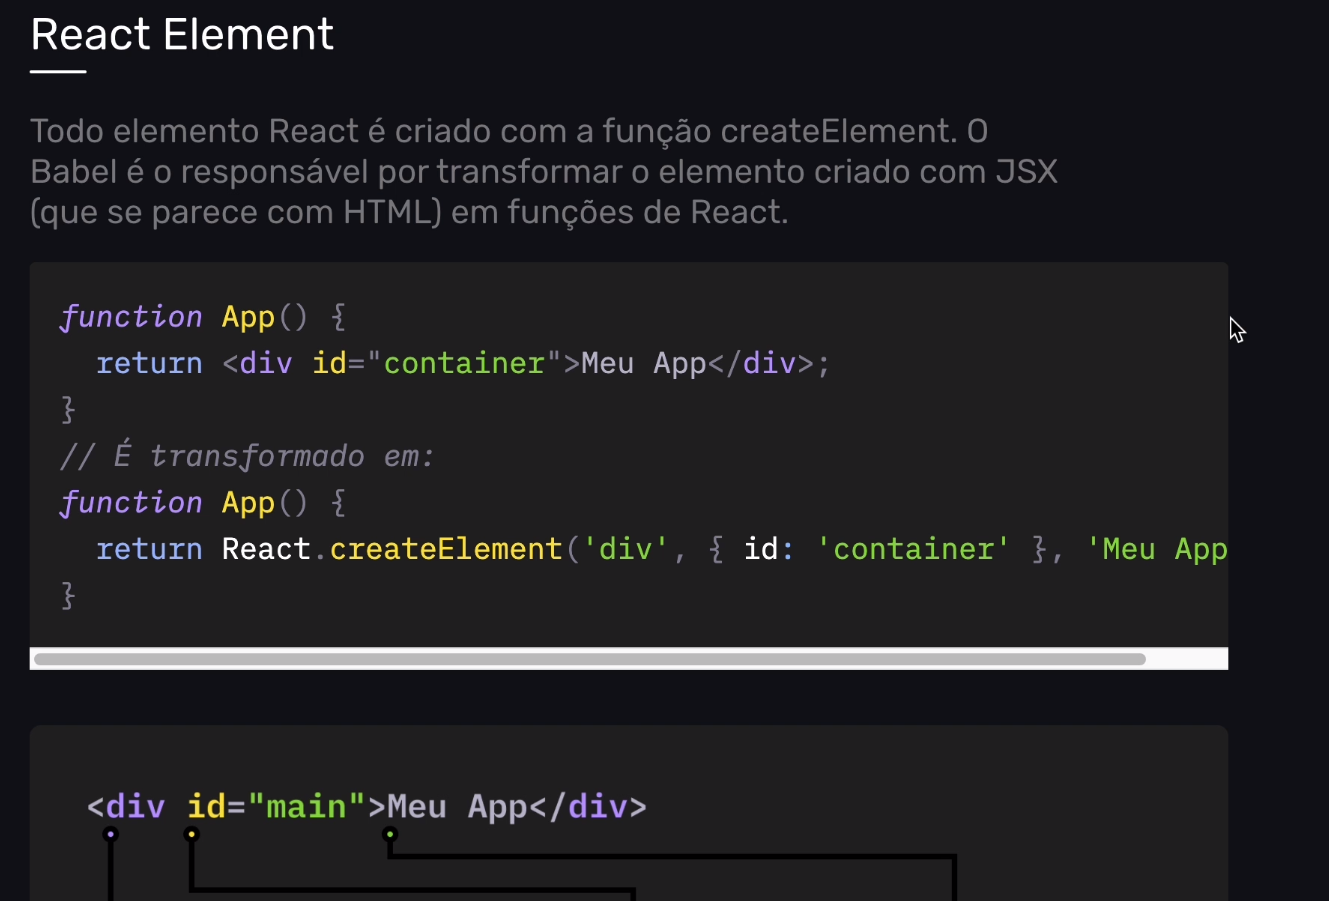 React Element
Todo elemento React é criado com a função createElement. O
Babel é o responsável por transformar o elemento criado com JSX
(que se parece com HTML) em funções de React.
function App() {
  return <div id="container">Meu App</div>;
}
// É transformado em:
function App() {
  return React.createElement('div', { id: 'container' }, 'Meu App
}
<div id="main">Meu App</div>